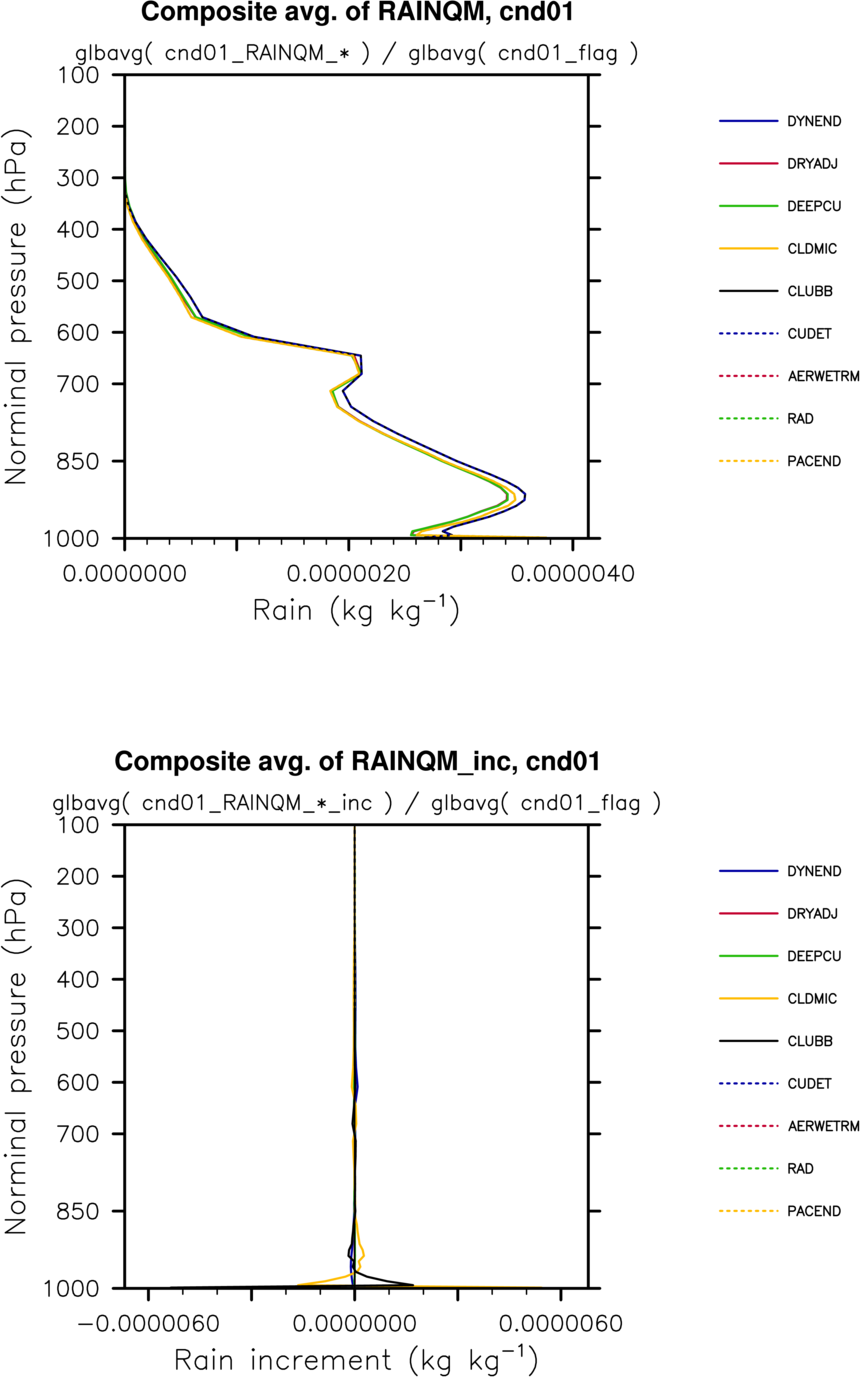 Composite avg. of RAINQM, cnd01
glbavg( cnd01_RAINQM_* ) / glbavg( cnd01_flag )
Norminal pressure (hPa)
100
200
300
400
500
600
700
850
1000
0.0000000
0.0000020
0.0000040
Rain (kg kg⁻¹)
DYNEND
DRYADJ
DEEPCU
CLDMIC
CLUBB
CUDET
AERWETRM
RAD
PACEND
Composite avg. of RAINQM_inc, cnd01
glbavg( cnd01_RAINQM_*_inc ) / glbavg( cnd01_flag )
Norminal pressure (hPa)
100
200
300
400
500
600
700
850
1000
−0.0000060
0.0000000
0.0000060
Rain increment (kg kg⁻¹)
DYNEND
DRYADJ
DEEPCU
CLDMIC
CLUBB
CUDET
AERWETRM
RAD
PACEND